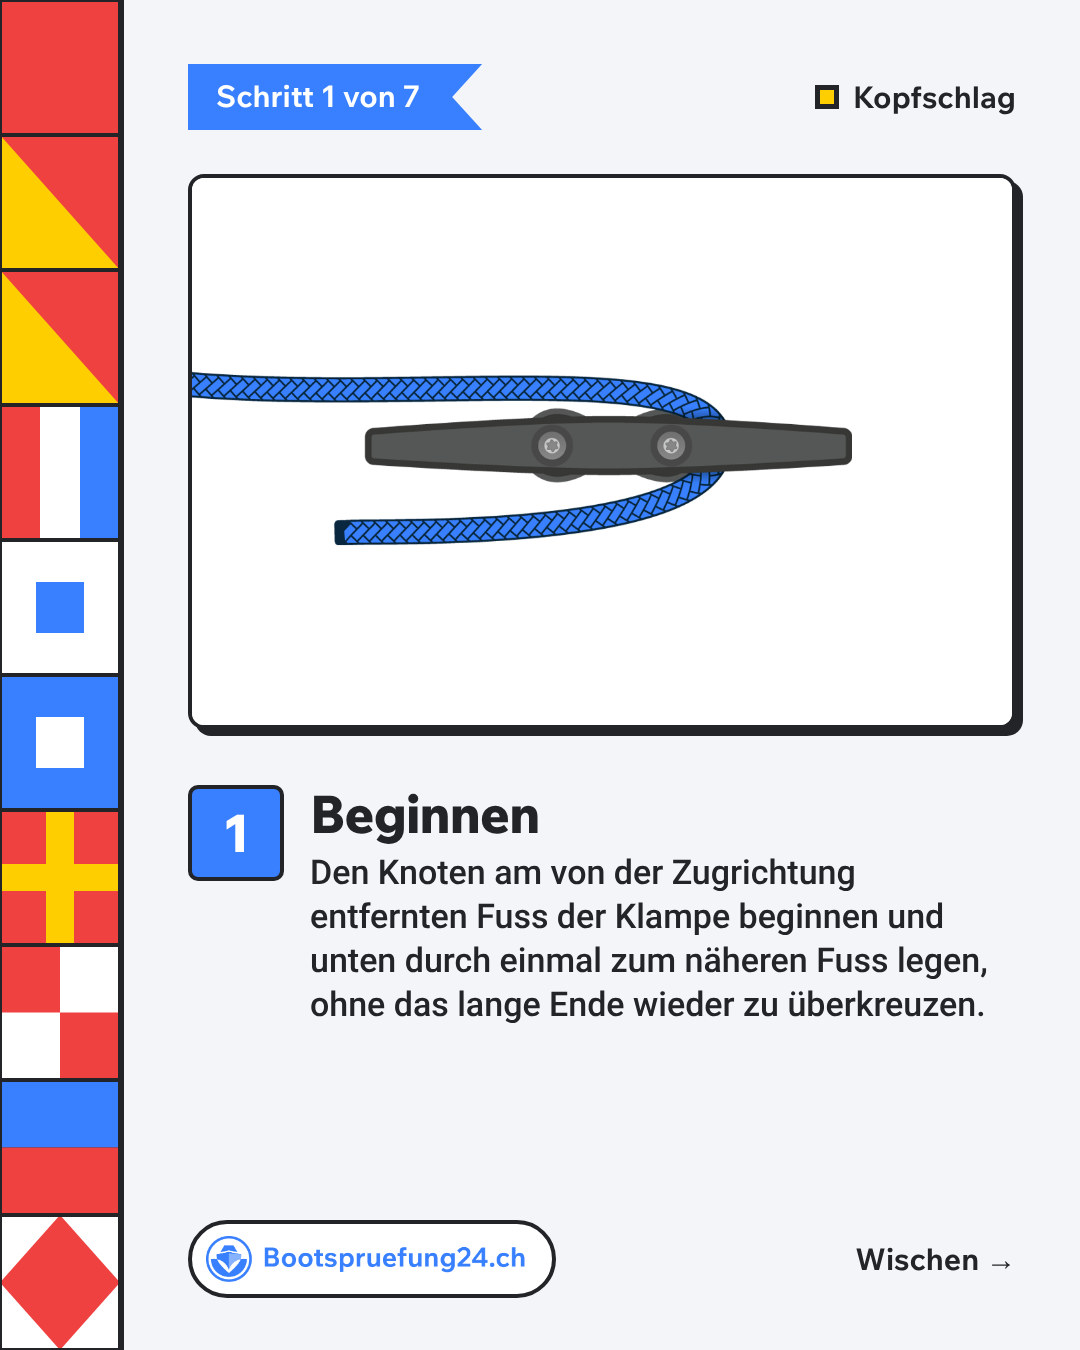 Schritt 1 von 7
Kopfschlag
1
Beginnen
Den Knoten am von der Zugrichtung
entfernten Fuss der Klampe beginnen und
unten durch einmal zum näheren Fuss legen,
ohne das lange Ende wieder zu überkreuzen.
Bootspruefung24.ch
Wischen →